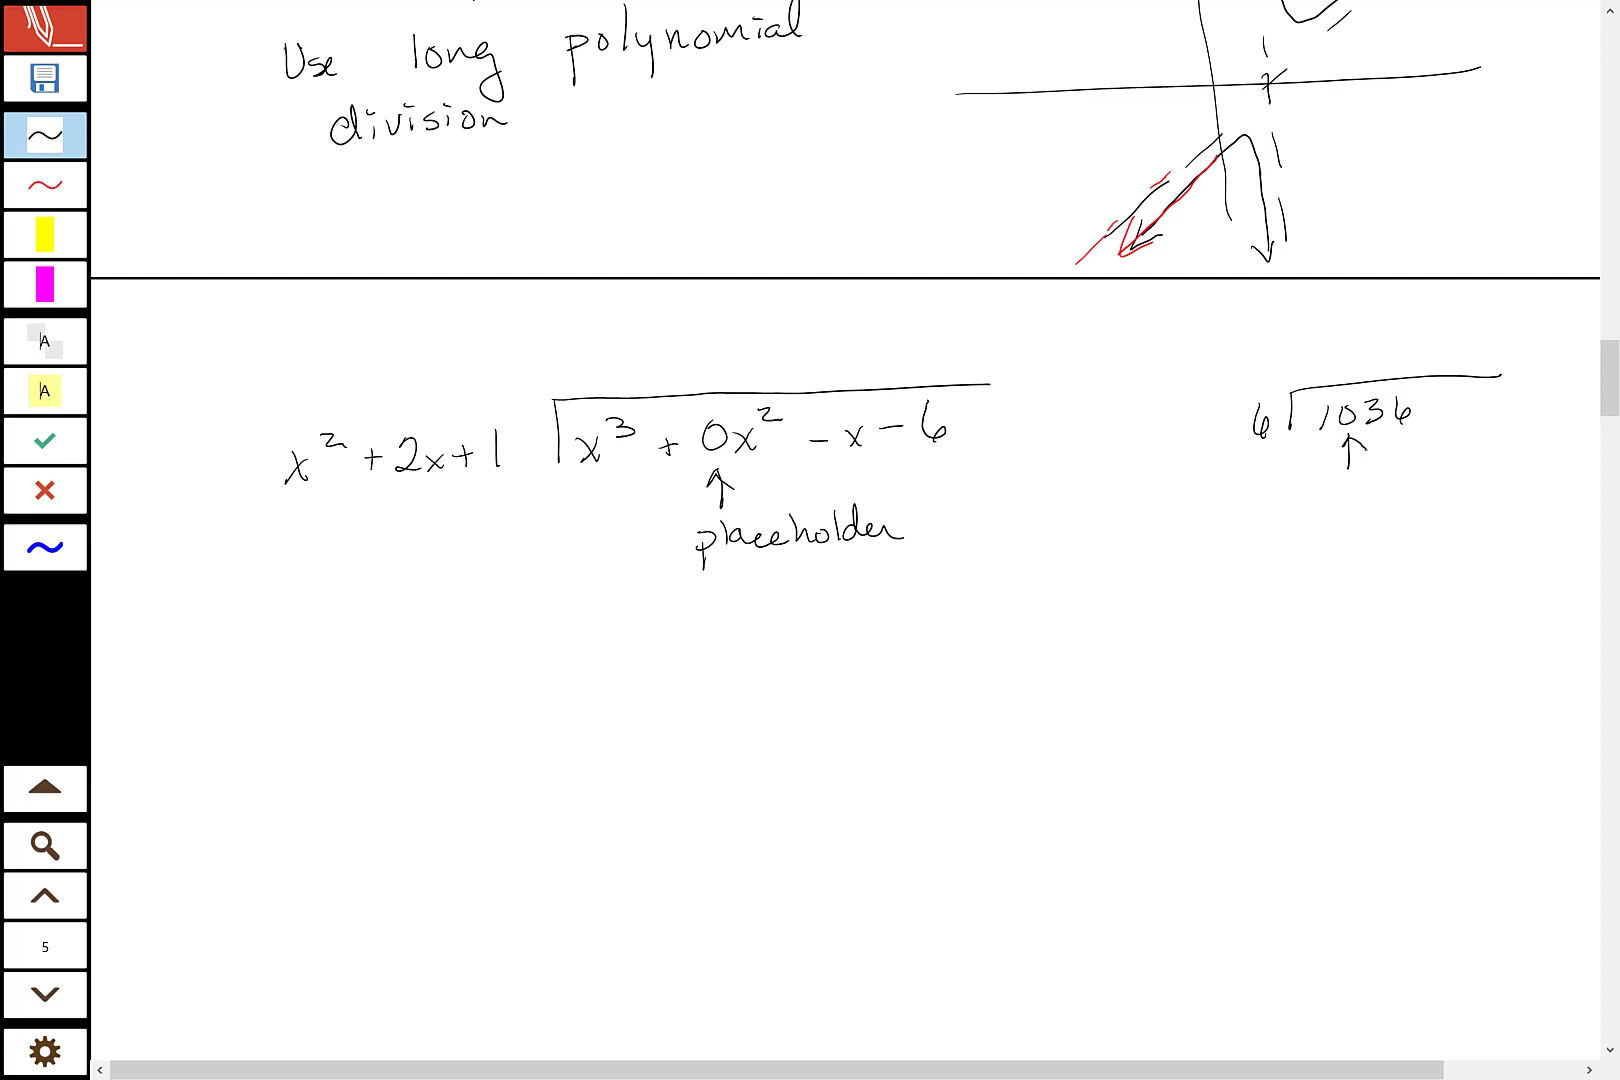 Use long polynomial
division
x² + 2x + 1 x³ + 0x² - x - 6
↑
placeholder
6 1036
↑
A
A
5